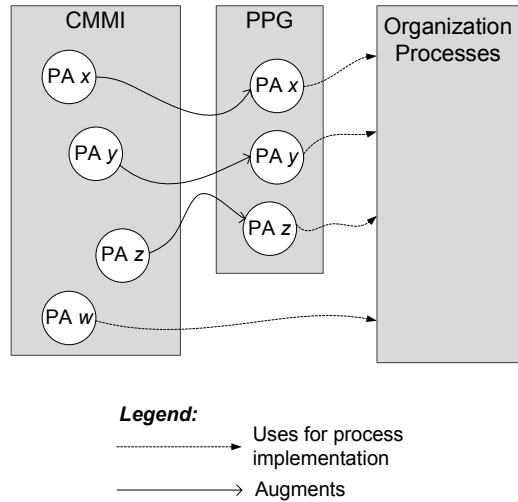 CMMI
PPG
Organization
Processes
PA x
PA x
PA y
PA y
PA z
PA z
PA w
Legend:
Uses for process
implementation
Augments